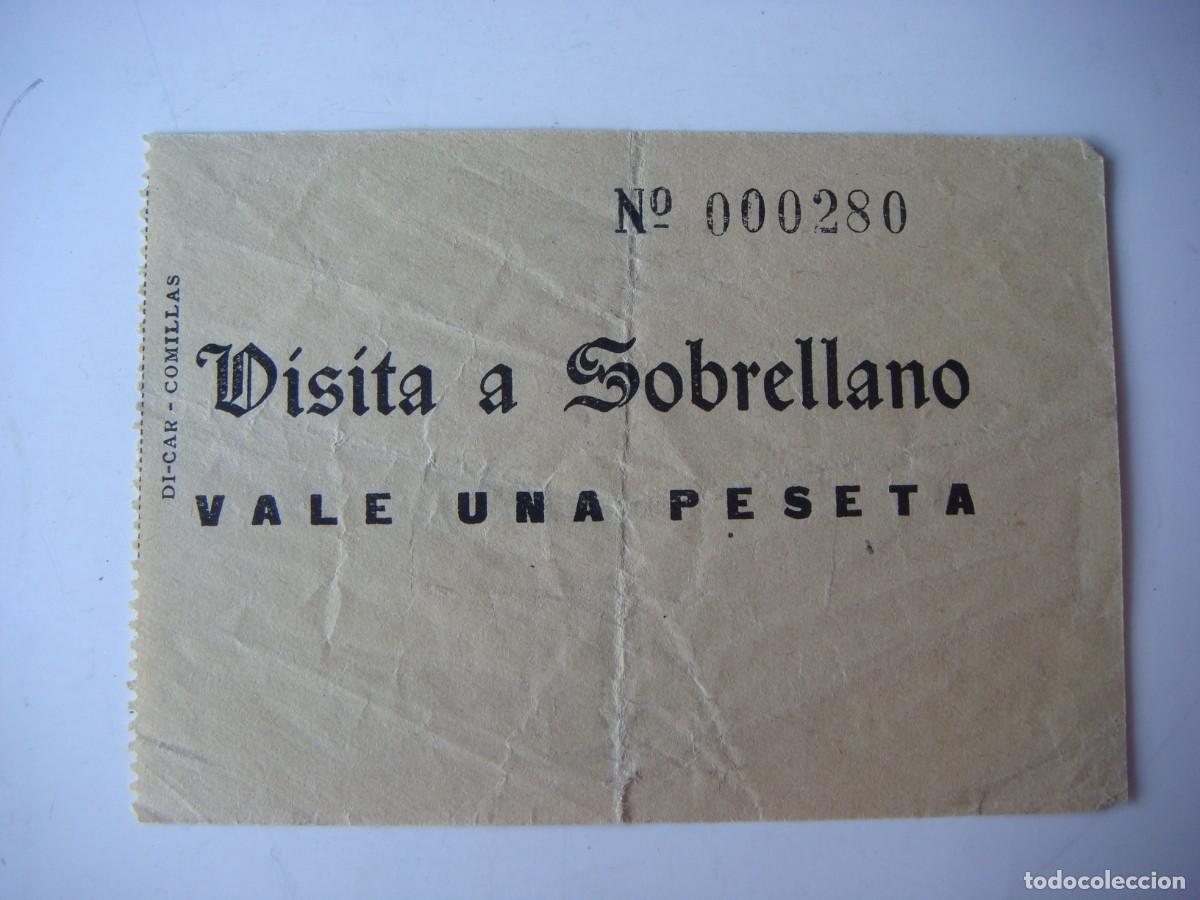 Nº 000280
DI-CAR - COMILLAS
Visita a Sobrellano
VALE UNA PESETA
todocoleccion